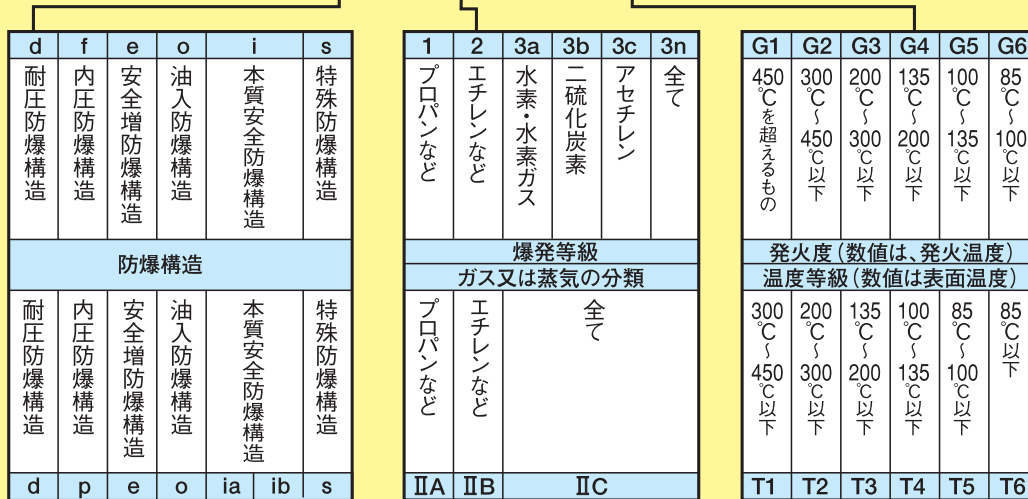 d f e o i s
耐圧防爆構造
内圧防爆構造
安全増防爆構造
油入防爆構造
本質安全防爆構造
特殊防爆構造
防爆構造
耐圧防爆構造
内圧防爆構造
安全増防爆構造
油入防爆構造
本質安全防爆構造
特殊防爆構造
d p e o ia ib s
1 2 3a 3b 3c 3n
プロパンなど
エチレンなど
水素・水素ガス
二硫化炭素
アセチレン
全て
爆発等級
ガス又は蒸気の分類
プロパンなど
エチレンなど
全て
ⅡA ⅡB ⅡC
G1 G2 G3 G4 G5 G6
450℃を超えるもの
300℃〜450℃以下
200℃〜300℃以下
135℃〜200℃以下
100℃〜135℃以下
85℃〜100℃以下
発火度(数値は、発火温度)
温度等級(数値は表面温度)
300℃〜450℃以下
200℃〜300℃以下
135℃〜200℃以下
100℃〜135℃以下
85℃〜100℃以下
85℃以下
T1 T2 T3 T4 T5 T6